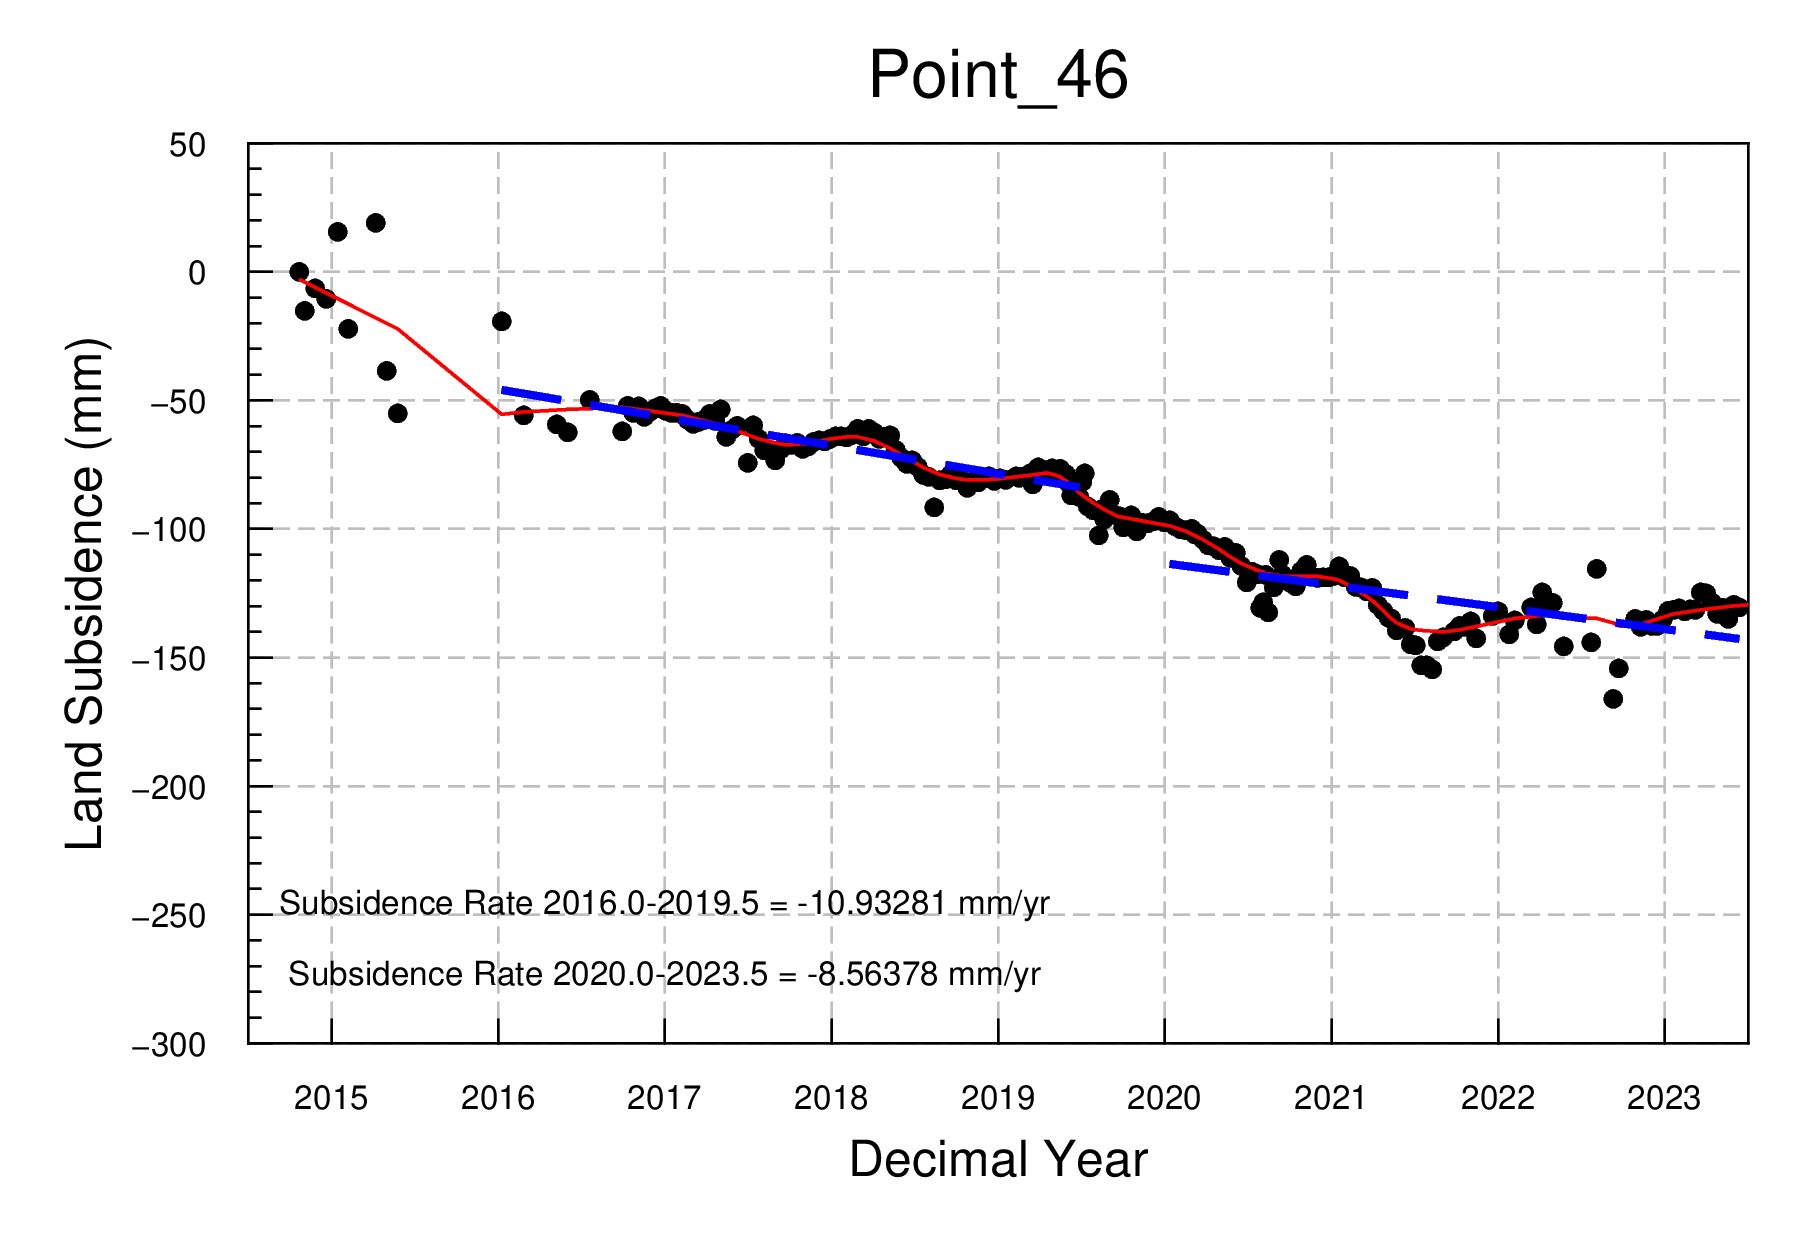 Point_46
50
0
−50
−100
−150
−200
−250
−300
Land Subsidence (mm)
Subsidence Rate 2016.0-2019.5 = -10.93281 mm/yr
Subsidence Rate 2020.0-2023.5 = -8.56378 mm/yr
2015 2016 2017 2018 2019 2020 2021 2022 2023
Decimal Year